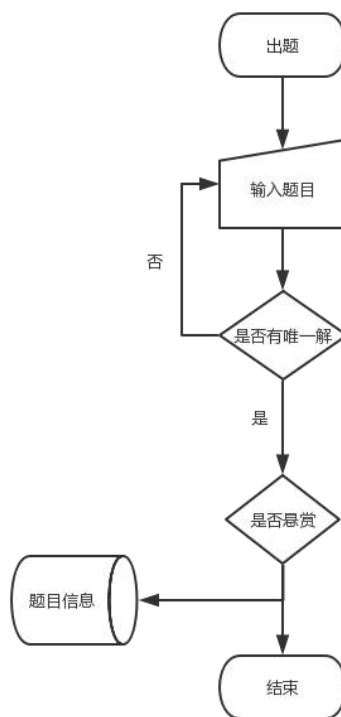 出题
输入题目
否
是否有唯一解
是
是否悬赏
题目信息
结束